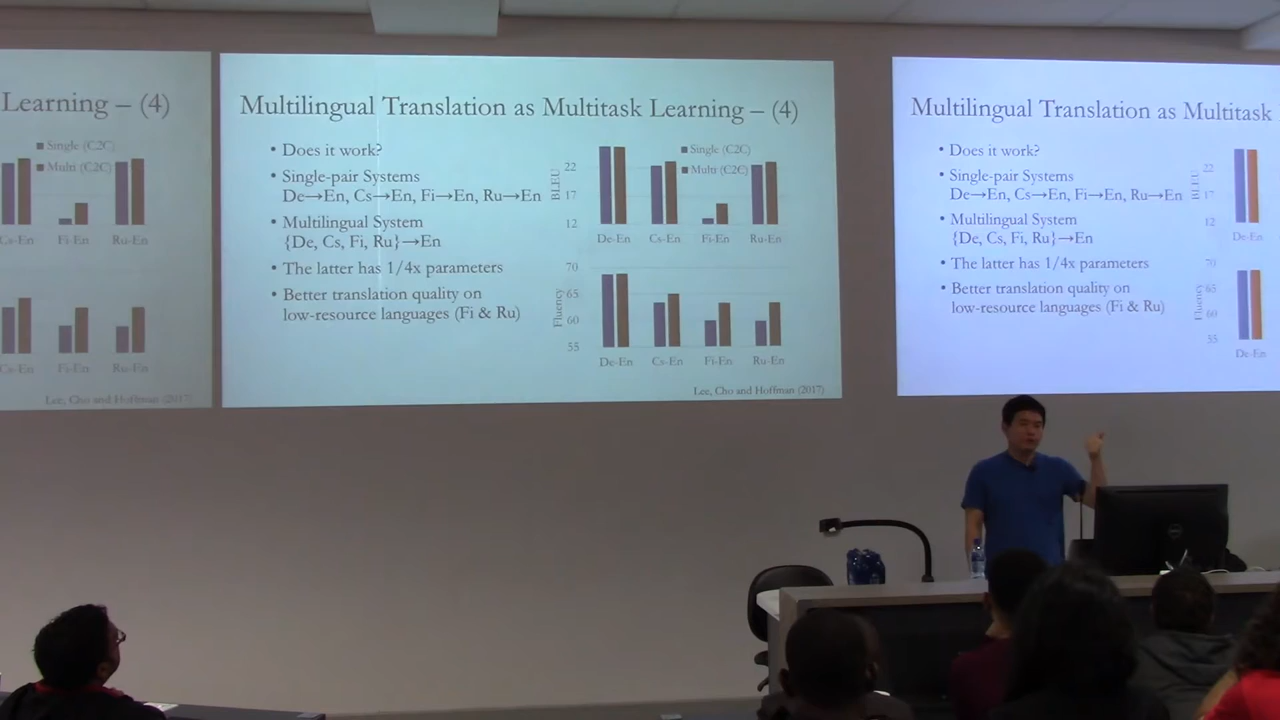 Learning – (4)
Single (C2C)
Multi (C2C)
Cs-En Fi-En Ru-En
Cs-En Fi-En Ru-En
Lee, Cho and Hoffman (2017)
Multilingual Translation as Multitask Learning – (4)
• Does it work?
• Single-pair Systems
De→En, Cs→En, Fi→En, Ru→En
• Multilingual System
{De, Cs, Fi, Ru}→En
• The latter has 1/4x parameters
• Better translation quality on
low-resource languages (Fi & Ru)
BLEU
22
17
12
Single (C2C)
Multi (C2C)
De-En Cs-En Fi-En Ru-En
Fluency
70
65
60
55
De-En Cs-En Fi-En Ru-En
Lee, Cho and Hoffman (2017)
Multilingual Translation as Multitask
• Does it work?
• Single-pair Systems
De→En, Cs→En, Fi→En, Ru→En
• Multilingual System
{De, Cs, Fi, Ru}→En
• The latter has 1/4x parameters
• Better translation quality on
low-resource languages (Fi & Ru)
BLEU
22
17
12
De-En
Fluency
70
65
60
55
De-En